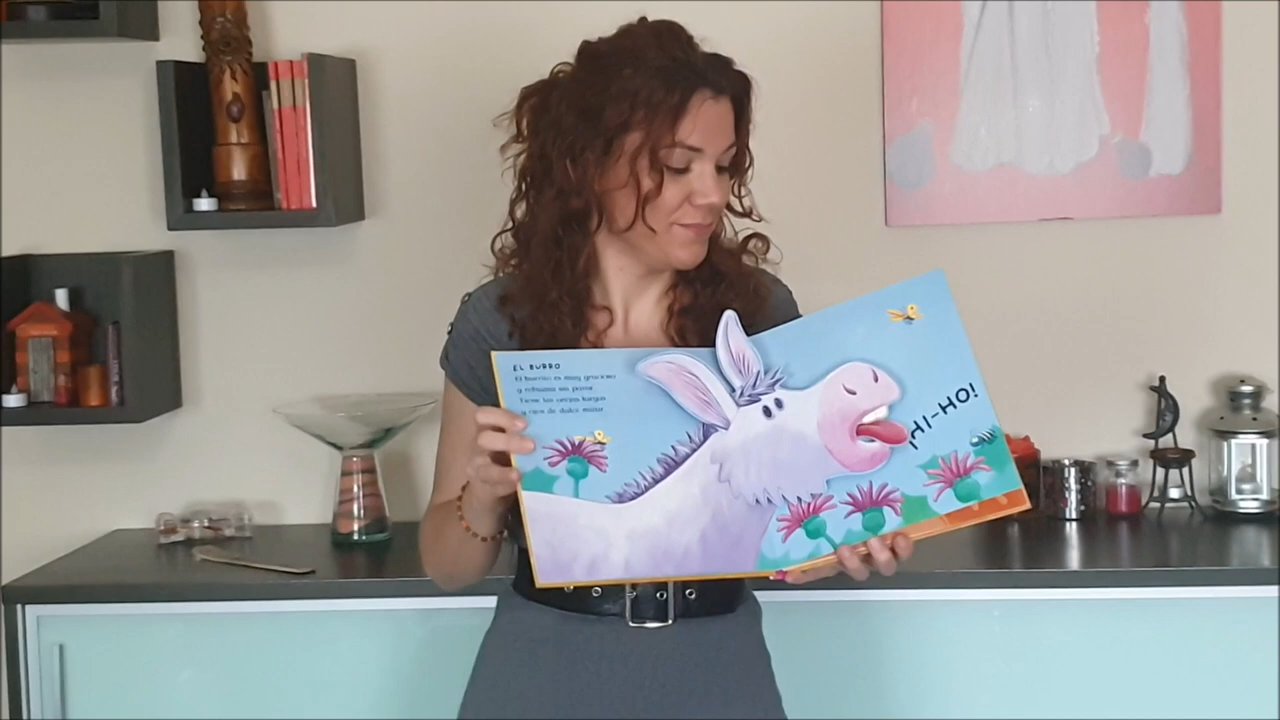 EL BURRO
El burrito es muy gracioso
y rebuzna sin parar.
Tiene las orejas largas
y ojos de dulce mirar.
¡HI-HO!